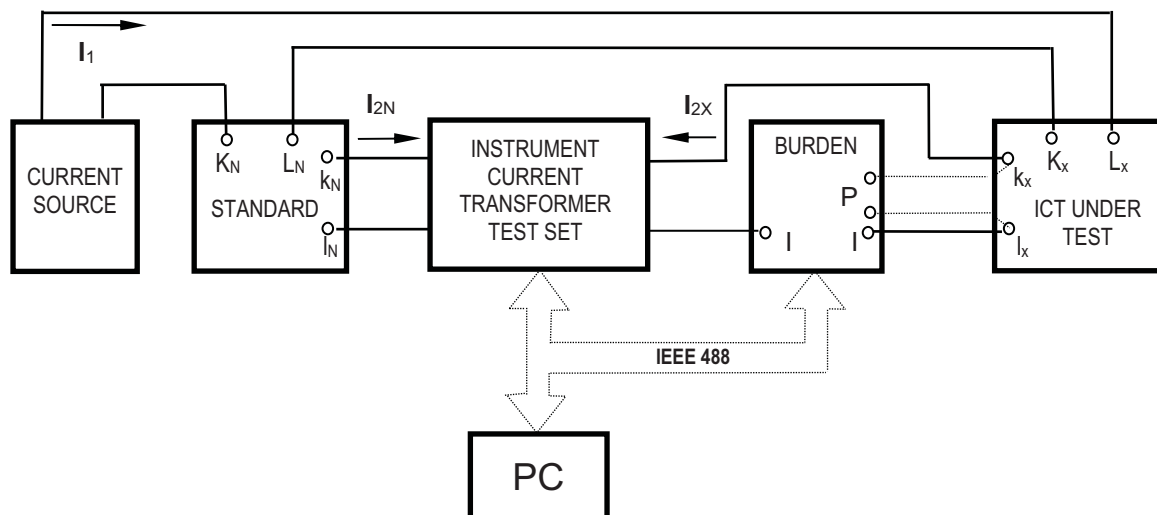 I1
I2N
I2X
CURRENT
SOURCE
KN
LN
kN
STANDARD
lN
INSTRUMENT
CURRENT
TRANSFORMER
TEST SET
BURDEN
P
I
I
Kx
Lx
kx
ICT UNDER
TEST
lx
IEEE 488
PC